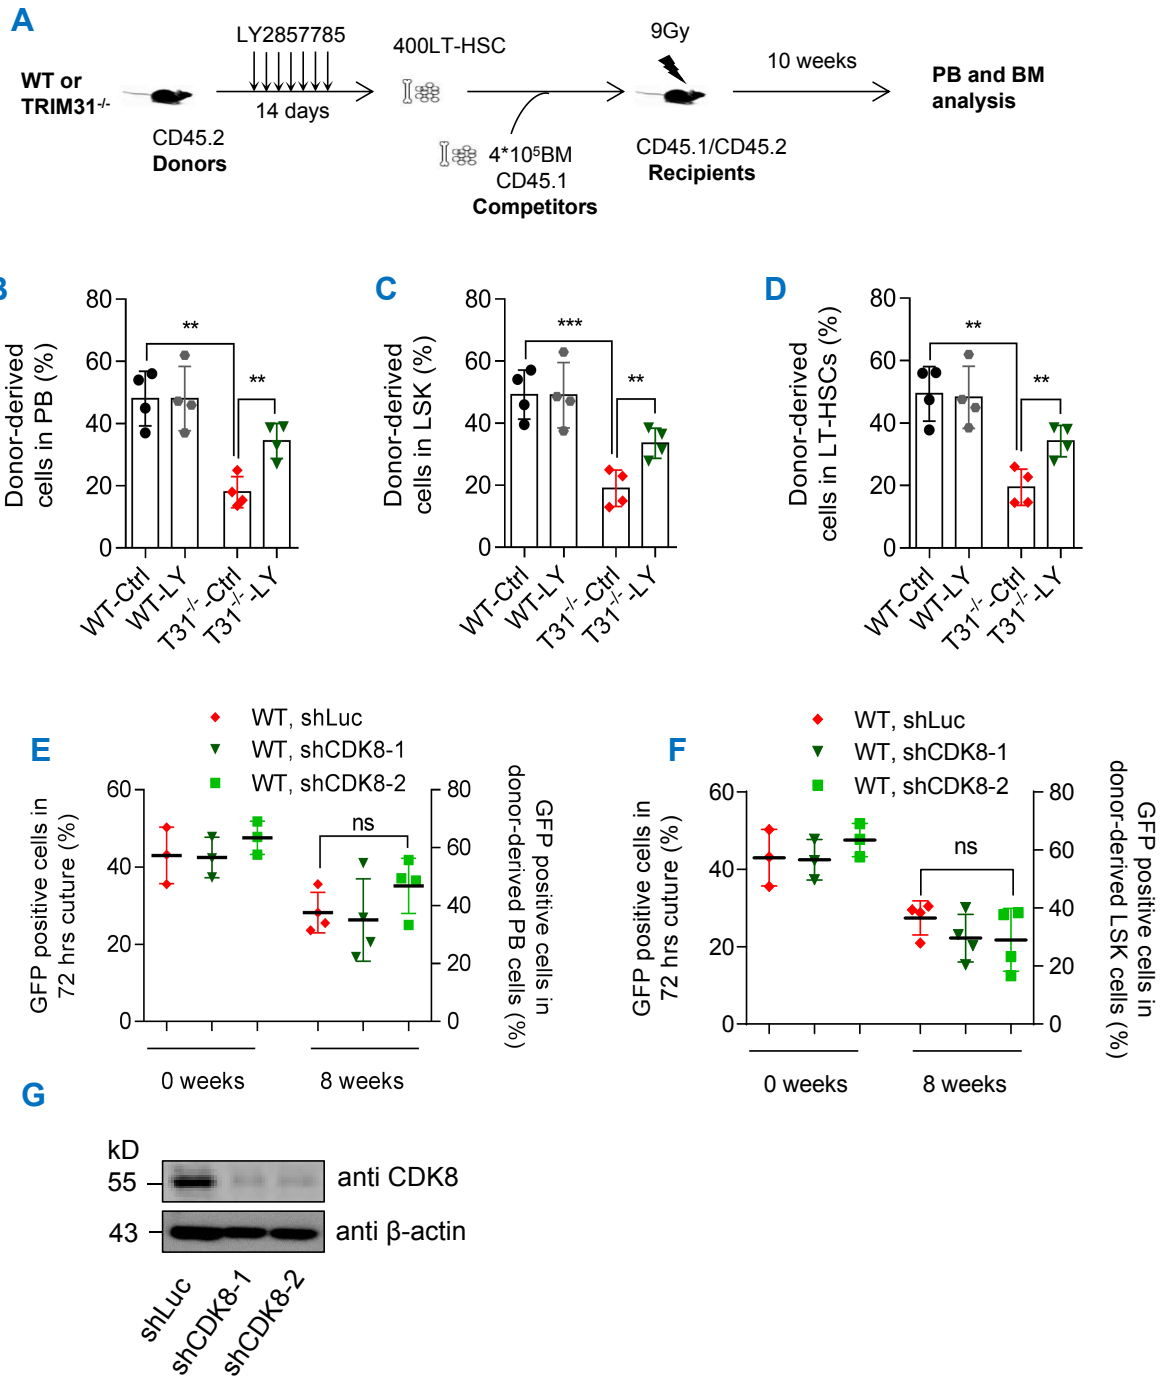 A
LY2857785
400LT-HSC
9Gy
10 weeks
WT or
TRIM31-/-
14 days
PB and BM
analysis
CD45.2
Donors
4*10⁵BM
CD45.1
Competitors
CD45.1/CD45.2
Recipients
B
Donor-derived
cells in PB (%)
80
60
40
20
0
**
**
WT-Ctrl
WT-LY
T31-/--Ctrl
T31-/--LY
C
Donor-derived
cells in LSK (%)
80
60
40
20
0
***
**
WT-Ctrl
WT-LY
T31-/--Ctrl
T31-/--LY
D
Donor-derived
cells in LT-HSCs (%)
80
60
40
20
0
**
**
WT-Ctrl
WT-LY
T31-/--Ctrl
T31-/--LY
E
WT, shLuc
WT, shCDK8-1
WT, shCDK8-2
GFP positive cells in
72 hrs cuture (%)
60
40
20
0
ns
80
60
40
20
0
GFP positive cells in
donor-derived PB cells (%)
0 weeks
8 weeks
F
WT, shLuc
WT, shCDK8-1
WT, shCDK8-2
GFP positive cells in
72 hrs cuture (%)
60
40
20
0
ns
80
60
40
20
0
GFP positive cells in
donor-derived LSK cells (%)
0 weeks
8 weeks
G
kD
55
anti CDK8
43
anti β-actin
shLuc
shCDK8-1
shCDK8-2